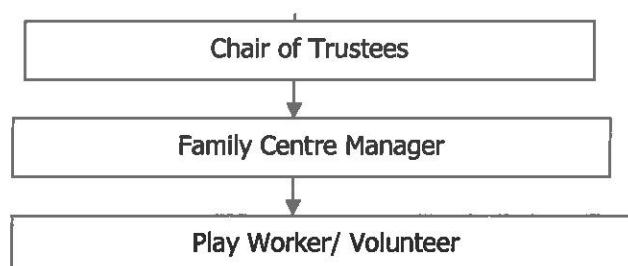 Chair of Trustees
Family Centre Manager
Play Worker/ Volunteer